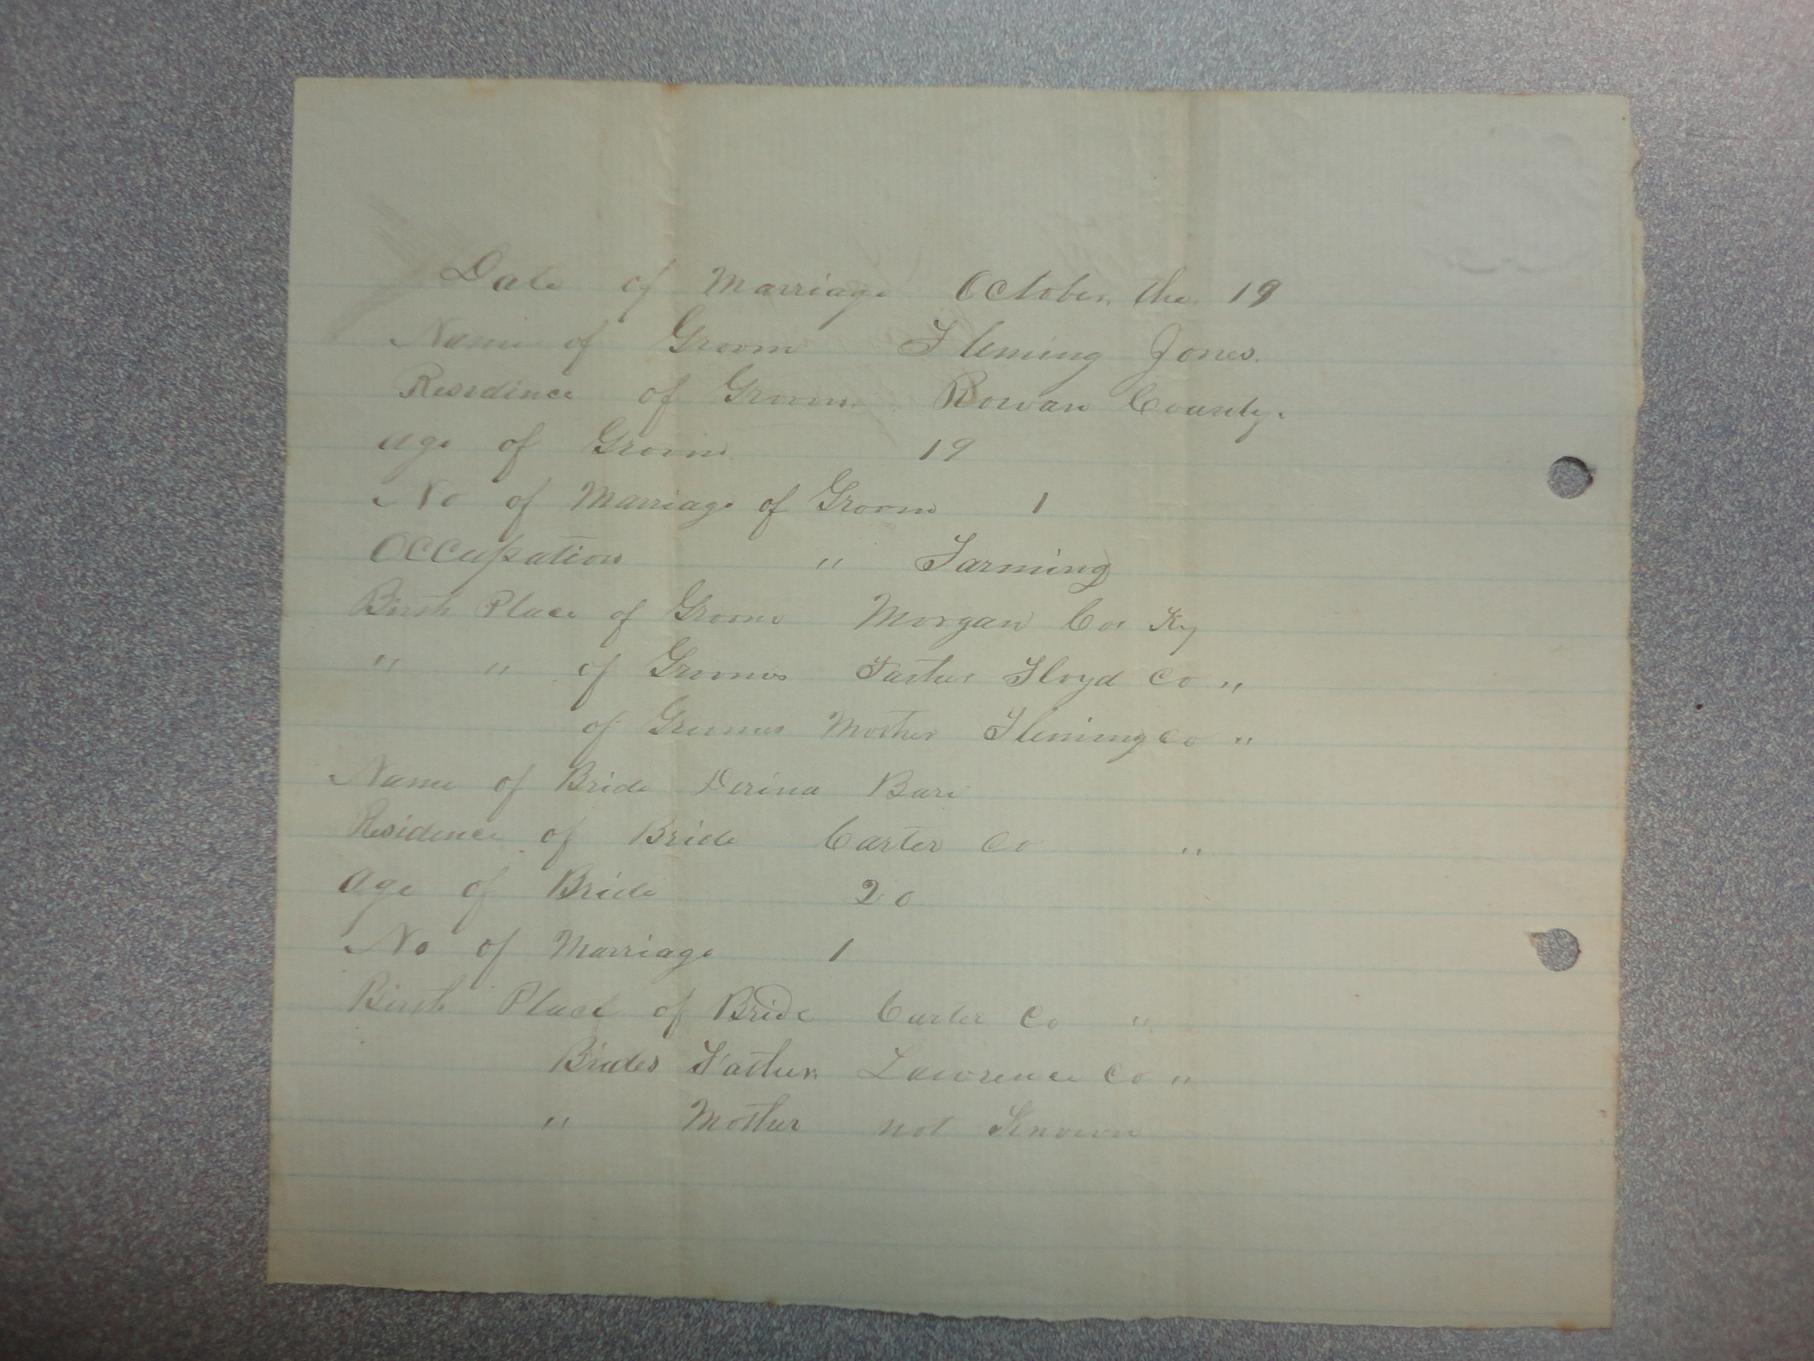 Date of Marriage October the 19
Name of Groom Fleming Jones.
Residence of Groom Rowan County.
age of Groom 19
No of Marriage of Groom 1
Occupation " Farming
Birth Place of Groom Morgan Co Ky
" " of Grooms Father Floyd Co "
of Grooms Mother Fleming Co "
Name of Bride Derina Bare
Residence of Bride Carter Co "
Age of Bride 20
No of Marriage 1
Birth Place of Bride Carter Co "
Brides Father Lawrence Co "
" Mother not Known